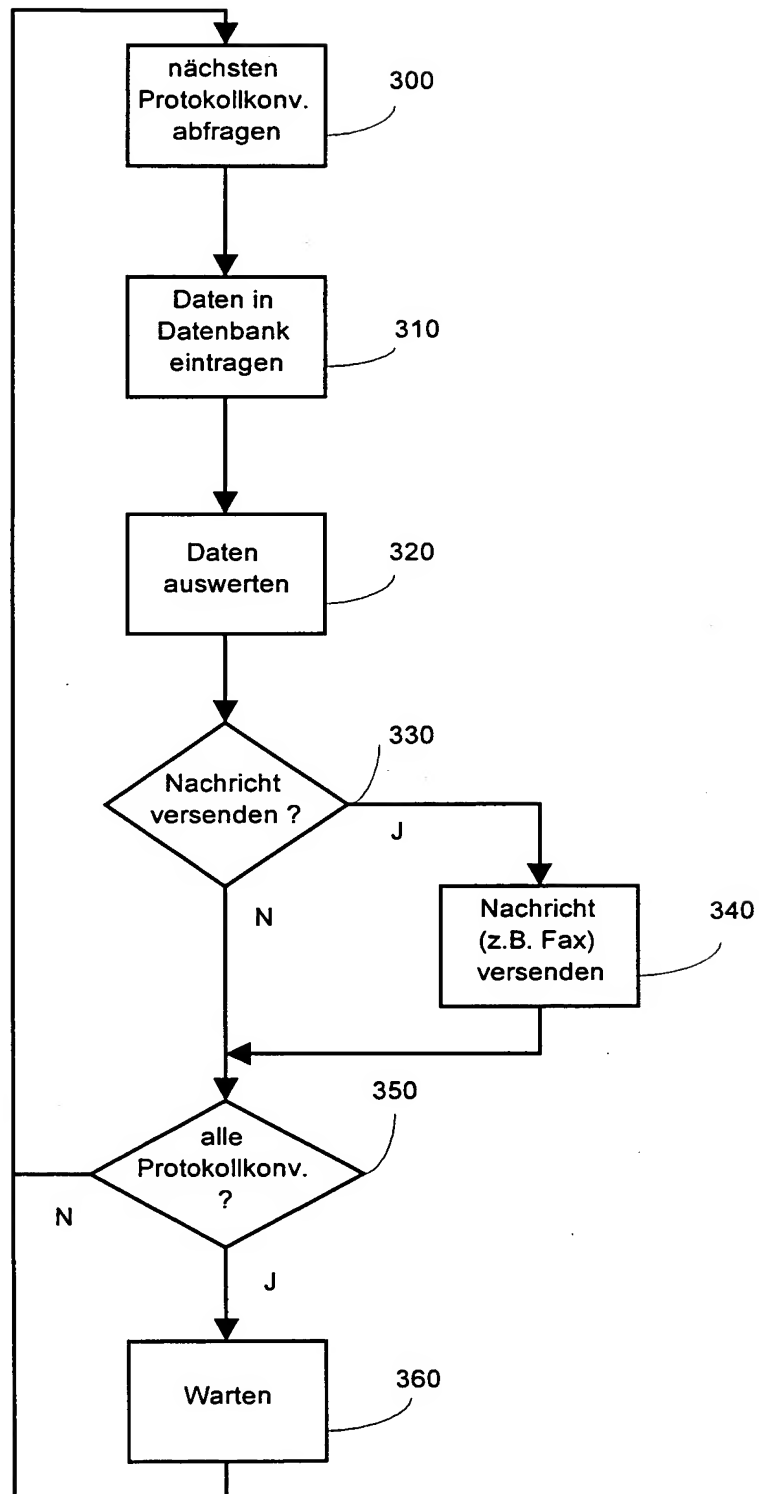 nächsten
Protokollkonv.
abfragen
300
Daten in
Datenbank
eintragen
310
Daten
auswerten
320
Nachricht
versenden ?
330
J
N
Nachricht
(z.B. Fax)
versenden
340
alle
Protokollkonv.
?
350
N
J
Warten
360